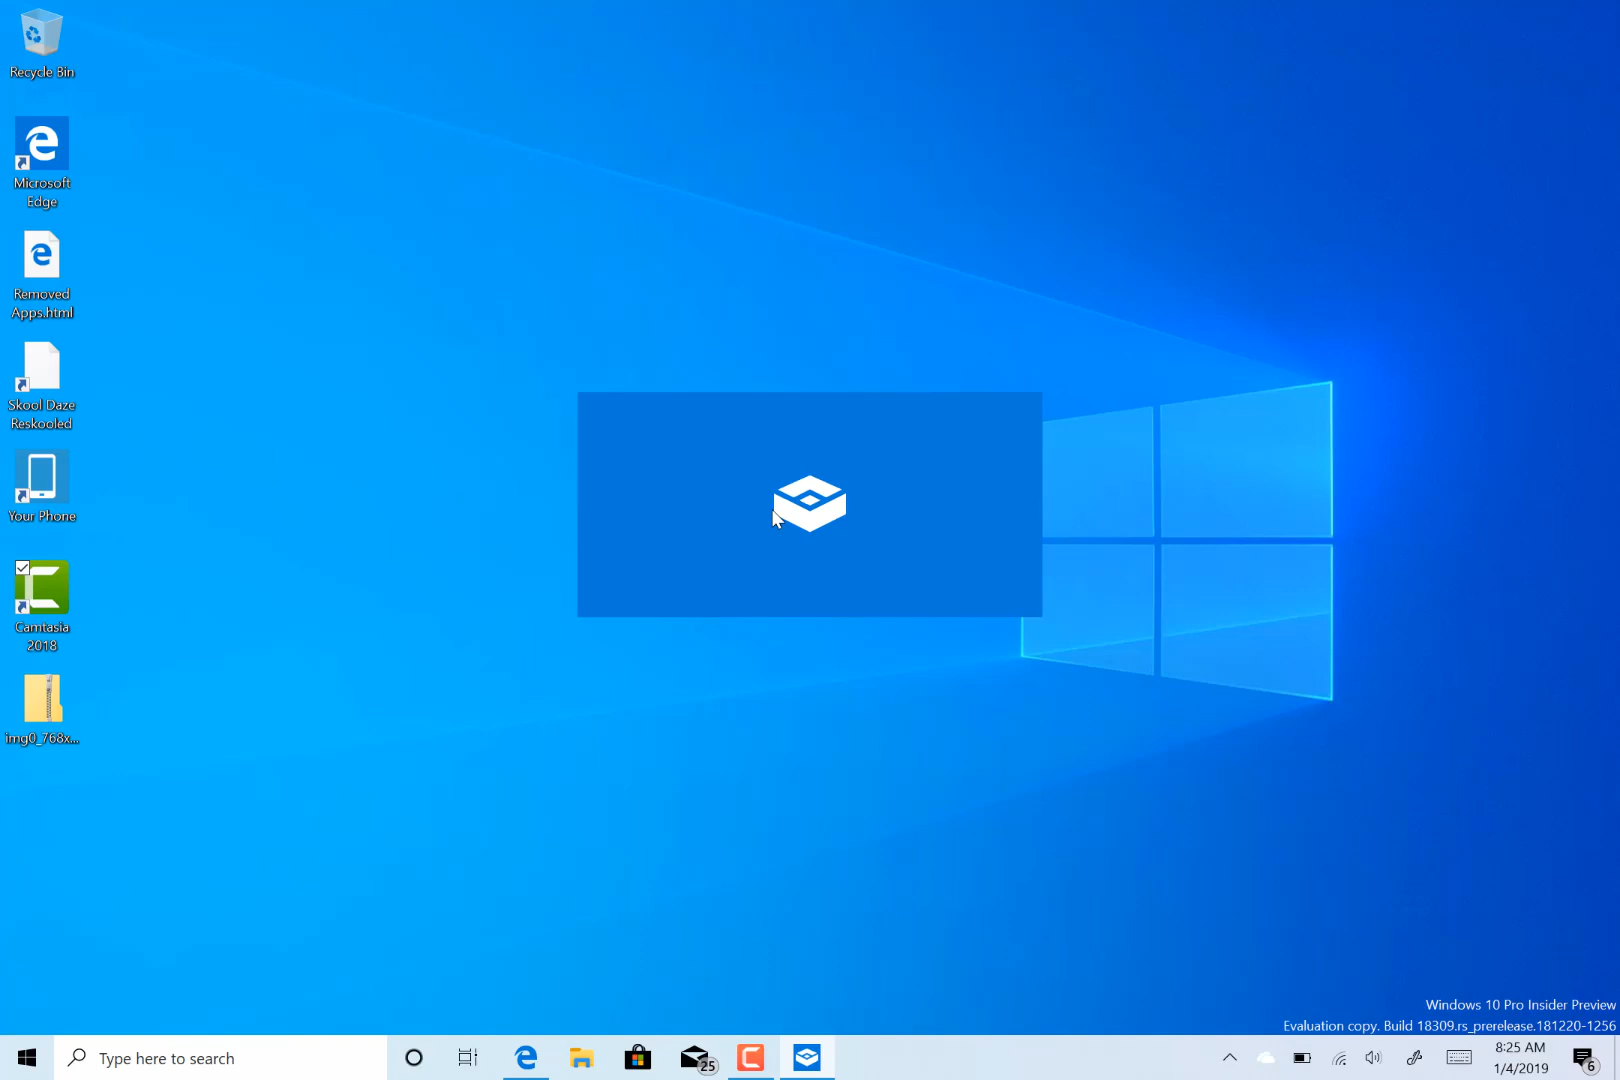 Recycle Bin
Microsoft
Edge
Removed
Apps.html
Skool Daze
Reskooled
Your Phone
Camtasia
2018
img0_768x...
Windows 10 Pro Insider Preview
Evaluation copy. Build 18309.rs_prerelease.181220-1256
Type here to search
25
8:25 AM
1/4/2019
6